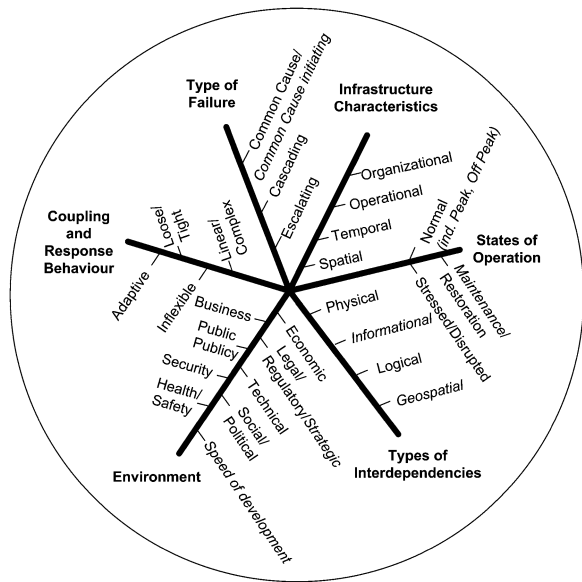 Type of
Failure
Common Cause/
Common Cause initiating
Cascading
Escalating
Infrastructure
Characteristics
Organizational
Operational
Temporal
Spatial
States of
Operation
Normal
(ind. Peak, Off Peak)
Maintenance/
Restoration
Stressed/Disrupted
Types of
Interdependencies
Physical
Informational
Logical
Geospatial
Environment
Business
Public
Policy
Security
Health/
Safety
Economic
Legal/
Regulatory/Strategic
Technical
Social/
Political
Speed of development
Coupling
and
Response
Behaviour
Loose/
Tight
Linear/
Complex
Adaptive
Inflexible